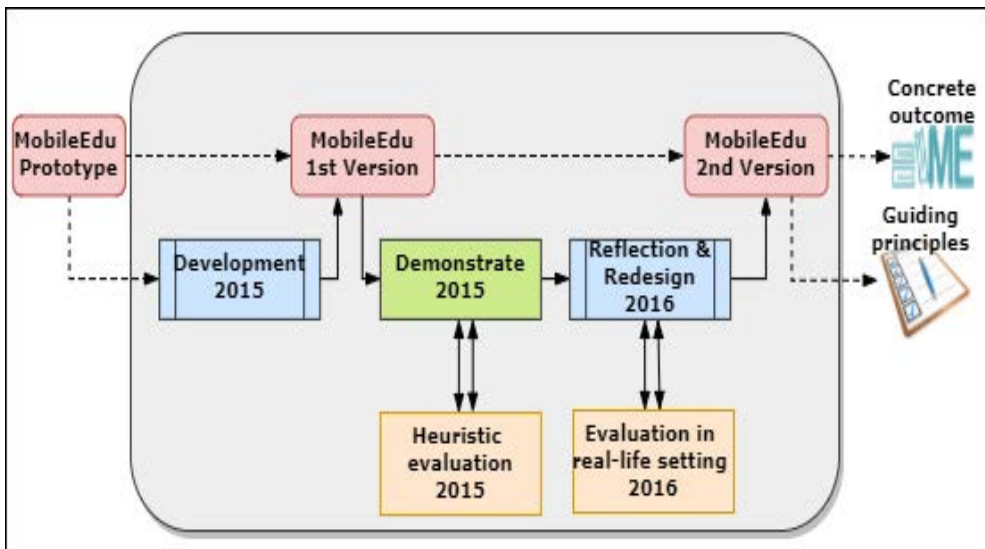 Concrete
outcome
MobileEdu
Prototype
MobileEdu
1st Version
MobileEdu
2nd Version
ME
Guiding
principles
Development
2015
Demonstrate
2015
Reflection &
Redesign
2016
Heuristic
evaluation
2015
Evaluation in
real-life setting
2016